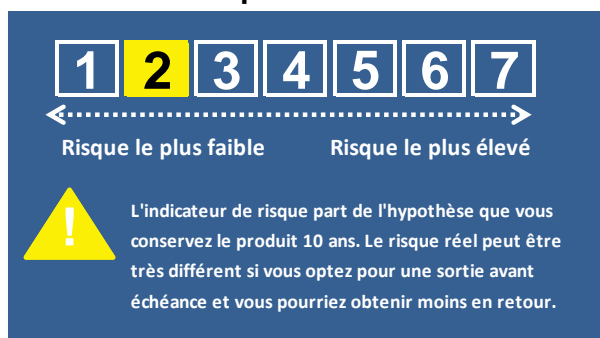 1 2 3 4 5 6 7
Risque le plus faible Risque le plus élevé
!
L'indicateur de risque part de l'hypothèse que vous
conservez le produit 10 ans. Le risque réel peut être
très différent si vous optez pour une sortie avant
échéance et vous pourriez obtenir moins en retour.